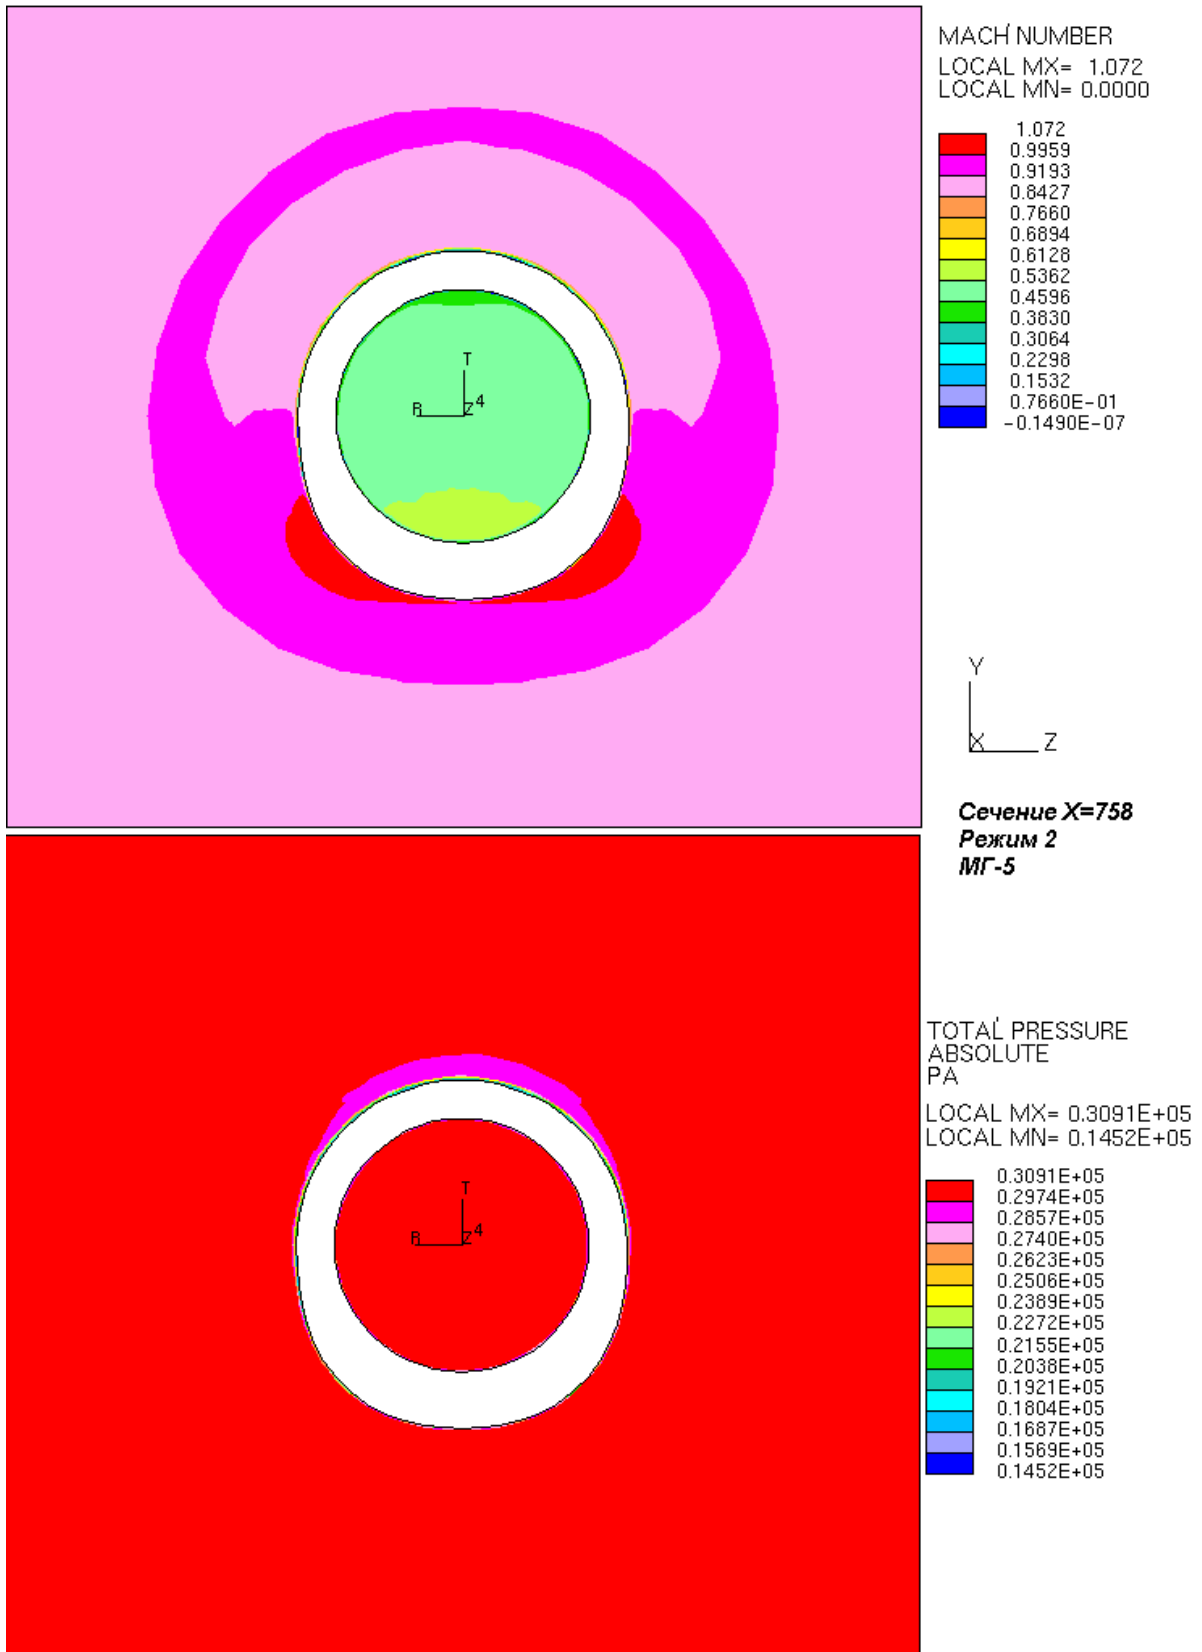 MACH NUMBER
LOCAL MX= 1.072
LOCAL MN= 0.0000
1.072
0.9959
0.9193
0.8427
0.7660
0.6894
0.6128
0.5362
0.4596
0.3830
0.3064
0.2298
0.1532
0.7660E-01
-0.1490E-07
T
R
Z 4
Y
X
Z
Сечение X=758
Режим 2
МГ-5
TOTAL PRESSURE
ABSOLUTE
PA
LOCAL MX= 0.3091E+05
LOCAL MN= 0.1452E+05
0.3091E+05
0.2974E+05
0.2857E+05
0.2740E+05
0.2623E+05
0.2506E+05
0.2389E+05
0.2272E+05
0.2155E+05
0.2038E+05
0.1921E+05
0.1804E+05
0.1687E+05
0.1569E+05
0.1452E+05
T
R
Z 4